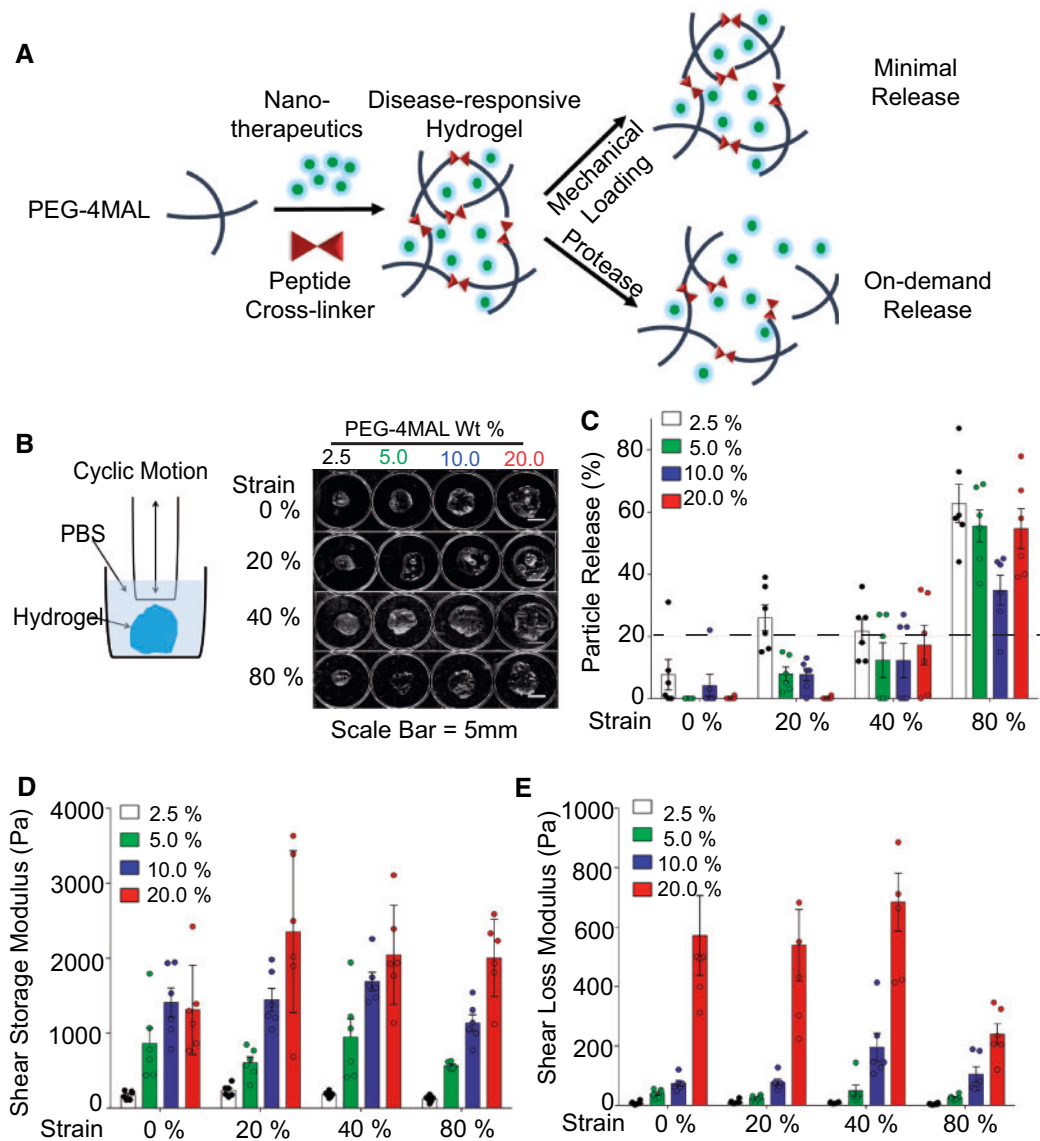 A
Nano-
therapeutics
Disease-responsive
Hydrogel
PEG-4MAL
Peptide
Cross-linker
Mechanical
Loading
Protease
Minimal
Release
On-demand
Release
B
Cyclic Motion
PBS
Hydrogel
PEG-4MAL Wt %
2.5 5.0 10.0 20.0
Strain
0 %
20 %
40 %
80 %
Scale Bar = 5mm
C
2.5 %
5.0 %
10.0 %
20.0 %
Particle Release (%)
80
60
40
20
0
Strain 0 % 20 % 40 % 80 %
D
2.5 %
5.0 %
10.0 %
20.0 %
Shear Storage Modulus (Pa)
4000
3000
2000
1000
0
Strain 0 % 20 % 40 % 80 %
E
2.5 %
5.0 %
10.0 %
20.0 %
Shear Loss Modulus (Pa)
1000
800
600
400
200
0
Strain 0 % 20 % 40 % 80 %